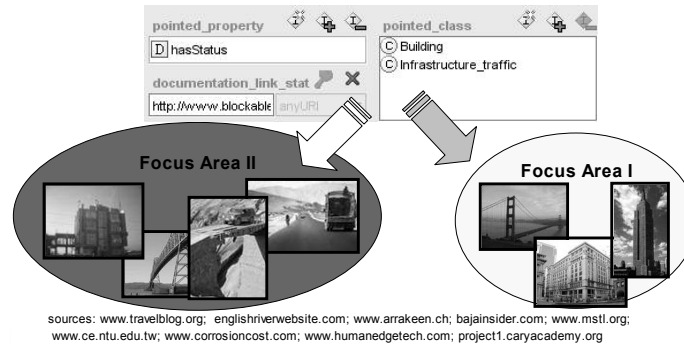 pointed_property
pointed_class
D hasStatus
C Building
C Infrastructure_traffic
documentation_link_stat
http://www.blockable
anyURI
Focus Area II
Focus Area I
sources: www.travelblog.org; englishriverwebsite.com; www.arrakeen.ch; bajainsider.com; www.mstl.org;
www.ce.ntu.edu.tw; www.corrosioncost.com; www.humanedgetech.com; project1.caryacademy.org